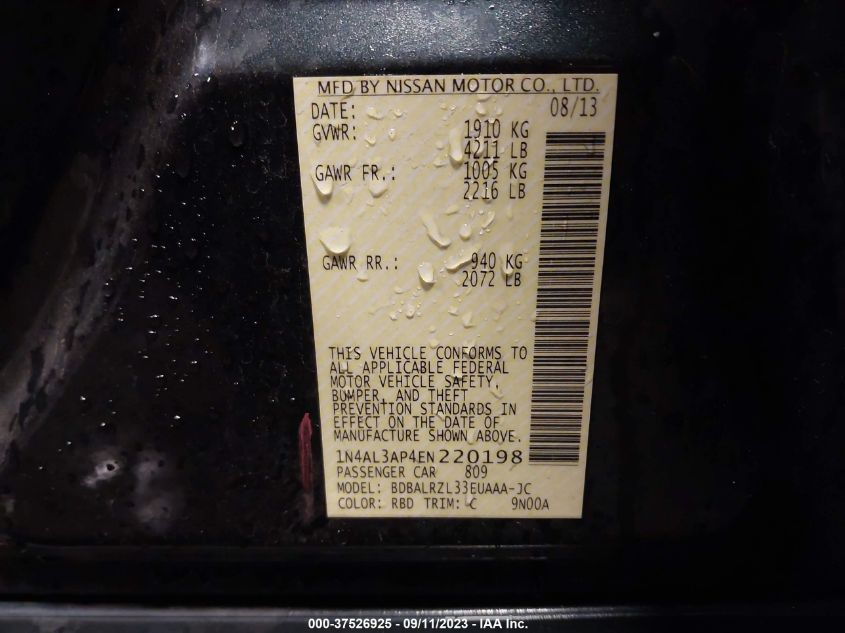 MFD BY NISSAN MOTOR CO., LTD.
DATE: 08/13
GVWR: 1910 KG
4211 LB
GAWR FR.: 1005 KG
2216 LB
GAWR RR.: 940 KG
2072 LB
THIS VEHICLE CONFORMS TO
ALL APPLICABLE FEDERAL
MOTOR VEHICLE SAFETY,
BUMPER, AND THEFT
PREVENTION STANDARDS IN
EFFECT ON THE DATE OF
MANUFACTURE SHOWN ABOVE.
1N4AL3AP4EN220198
PASSENGER CAR 809
MODEL: BDBALRZL33EUAAA-JC
COLOR: RBD TRIM: C 9N00A
000-37526925 - 09/11/2023 - IAA Inc.